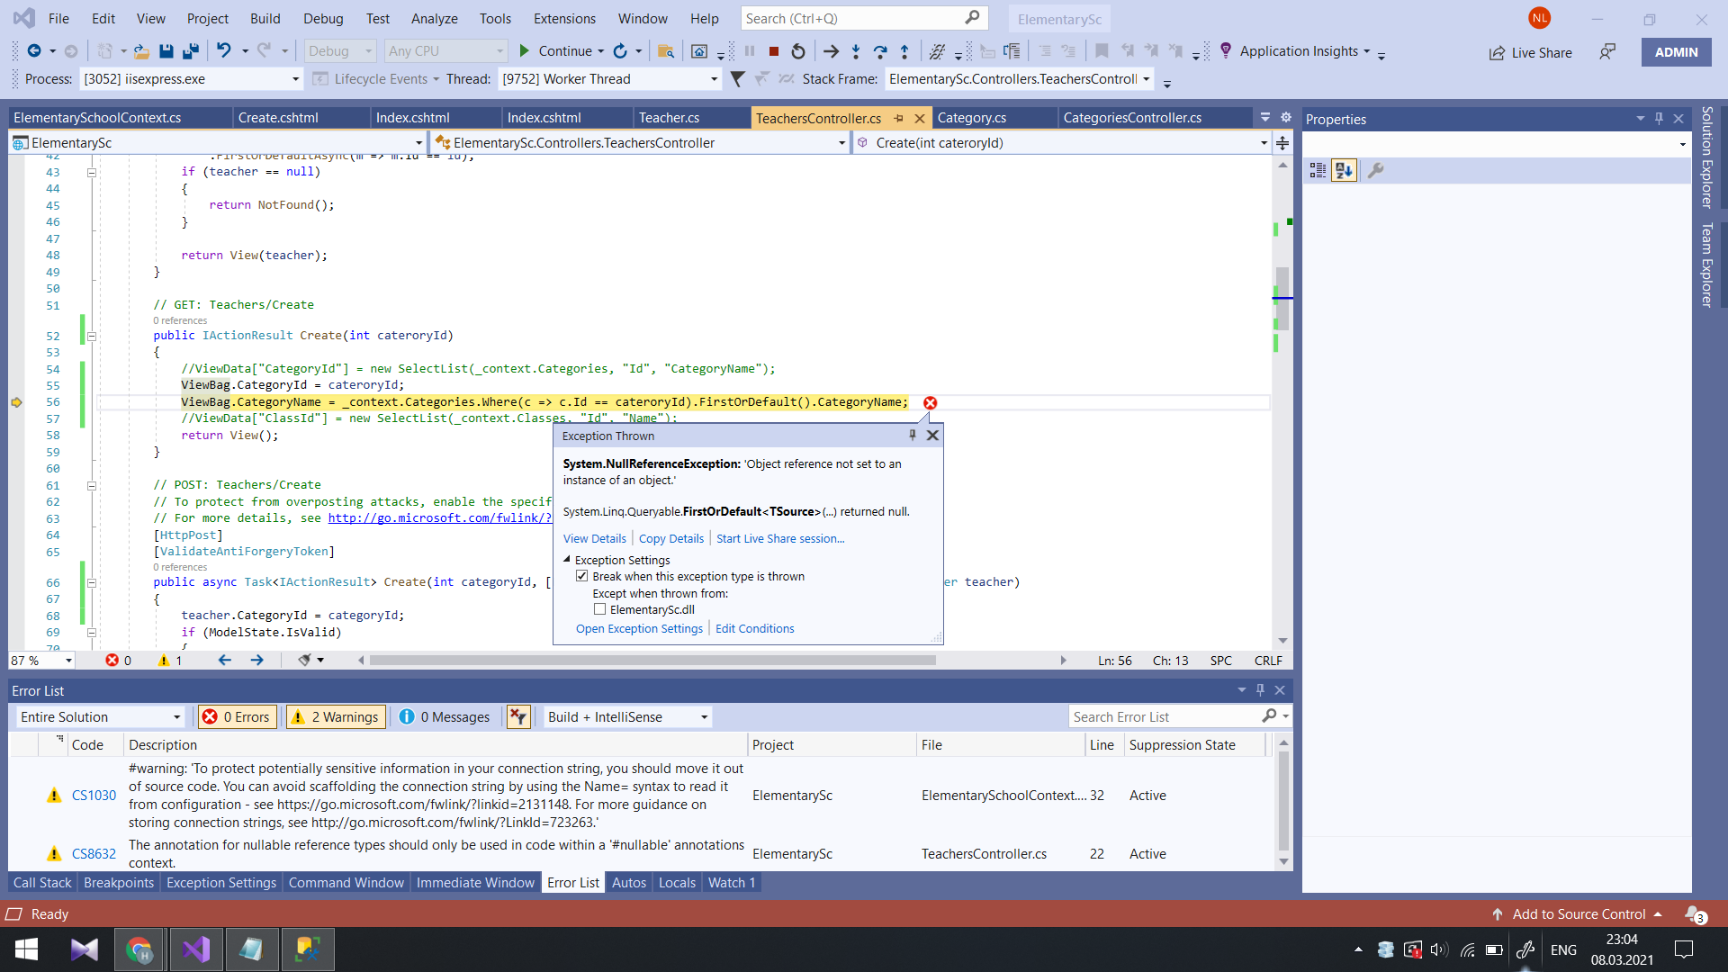 File Edit View Project Build Debug Test Analyze Tools Extensions Window Help Search (Ctrl+Q) ElementarySc NL
Debug Any CPU Continue Application Insights Live Share ADMIN
Process: [3052] iisexpress.exe Lifecycle Events Thread: [9752] Worker Thread Stack Frame: ElementarySc.Controllers.TeachersControll
ElementarySchoolContext.cs Create.cshtml Index.cshtml Index.cshtml Teacher.cs TeachersController.cs Category.cs CategoriesController.cs
ElementarySc ElementarySc.Controllers.TeachersController Create(int cateroryId)
42 .FirstOrDefaultAsync(m => m.Id == id);
43 if (teacher == null)
44 {
45 return NotFound();
46 }
47
48 return View(teacher);
49 }
50
51 // GET: Teachers/Create
0 references
52 public IActionResult Create(int cateroryId)
53 {
54 //ViewData["CategoryId"] = new SelectList(_context.Categories, "Id", "CategoryName");
55 ViewBag.CategoryId = cateroryId;
56 ViewBag.CategoryName = _context.Categories.Where(c => c.Id == cateroryId).FirstOrDefault().CategoryName;
57 //ViewData["ClassId"] = new SelectList(_context.Classes, "Id", "Name");
58 return View();
59 }
60
61 // POST: Teachers/Create
62 // To protect from overposting attacks, enable the specif
63 // For more details, see http://go.microsoft.com/fwlink/?
64 [HttpPost]
65 [ValidateAntiForgeryToken]
0 references
66 public async Task<IActionResult> Create(int categoryId, [ er teacher)
67 {
68 teacher.CategoryId = categoryId;
69 if (ModelState.IsValid)
70 {
Exception Thrown
System.NullReferenceException: 'Object reference not set to an
instance of an object.'
System.Linq.Queryable.FirstOrDefault<TSource>(...) returned null.
View Details Copy Details Start Live Share session...
Exception Settings
Break when this exception type is thrown
Except when thrown from:
ElementarySc.dll
Open Exception Settings Edit Conditions
87 % 0 1 Ln: 56 Ch: 13 SPC CRLF
Properties
Solution Explorer
Team Explorer
Error List
Entire Solution 0 Errors 2 Warnings 0 Messages Build + IntelliSense Search Error List
Code Description Project File Line Suppression State
CS1030 #warning: 'To protect potentially sensitive information in your connection string, you should move it out
of source code. You can avoid scaffolding the connection string by using the Name= syntax to read it
from configuration - see https://go.microsoft.com/fwlink/?linkid=2131148. For more guidance on
storing connection strings, see http://go.microsoft.com/fwlink/?LinkId=723263.' ElementarySc ElementarySchoolContext.... 32 Active
CS8632 The annotation for nullable reference types should only be used in code within a '#nullable' annotations
context. ElementarySc TeachersController.cs 22 Active
Call Stack Breakpoints Exception Settings Command Window Immediate Window Error List Autos Locals Watch 1
Ready Add to Source Control 3
ENG 23:04
08.03.2021